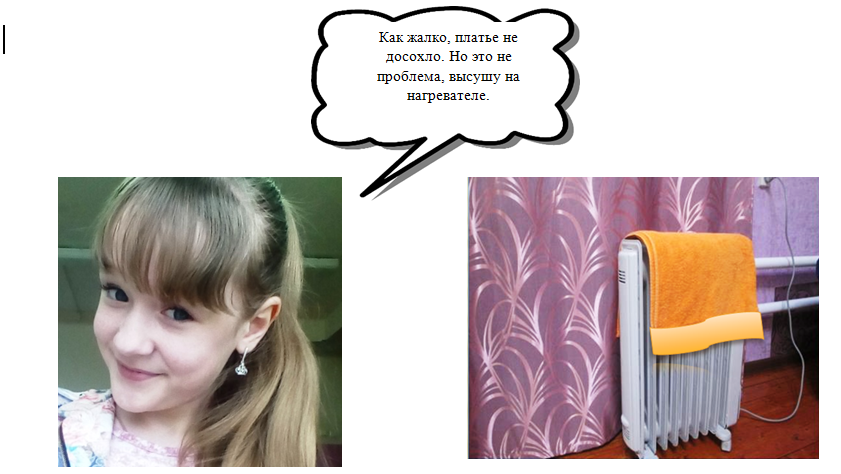 Как жалко, платье не
досохло. Но это не
проблема, высушу на
нагревателе.